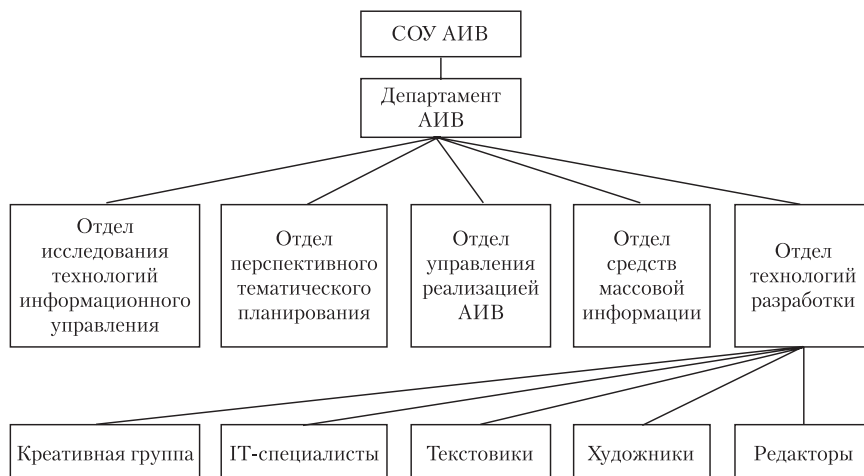 СОУ АИВ
Департамент
АИВ
Отдел
исследования
технологий
информационного
управления
Отдел
перспективного
тематического
планирования
Отдел
управления
реализацией
АИВ
Отдел
средств
массовой
информации
Отдел
технологий
разработки
Креативная группа
IT-специалисты
Текстовики
Художники
Редакторы